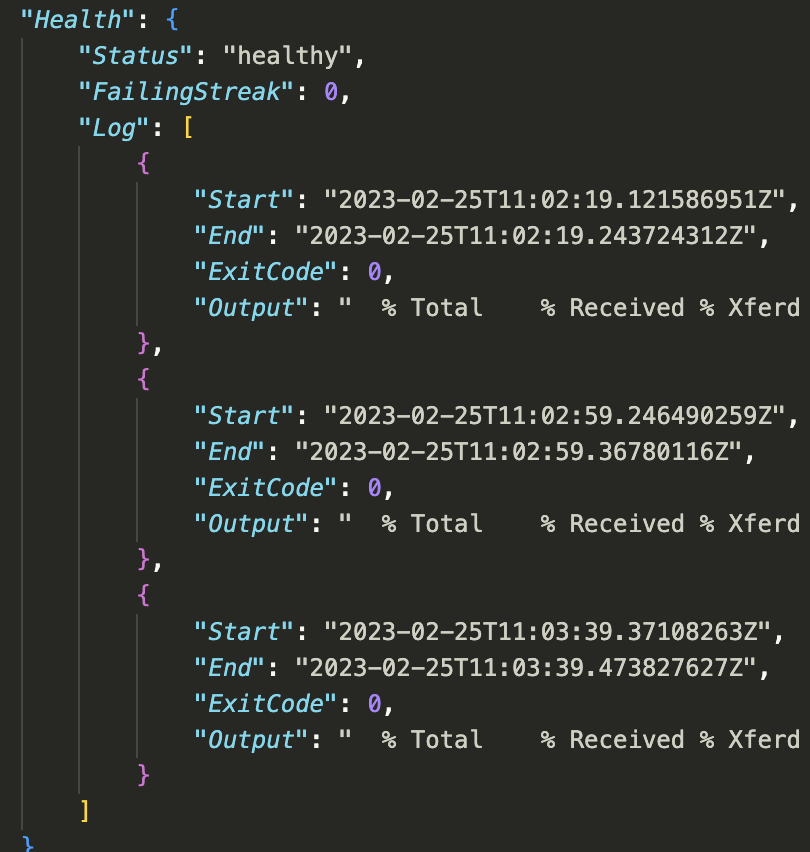 "Health": {
"Status": "healthy",
"FailingStreak": 0,
"Log": [
{
"Start": "2023-02-25T11:02:19.121586951Z",
"End": "2023-02-25T11:02:19.243724312Z",
"ExitCode": 0,
"Output": "  % Total    % Received % Xferd
},
{
"Start": "2023-02-25T11:02:59.246490259Z",
"End": "2023-02-25T11:02:59.36780116Z",
"ExitCode": 0,
"Output": "  % Total    % Received % Xferd
},
{
"Start": "2023-02-25T11:03:39.37108263Z",
"End": "2023-02-25T11:03:39.473827627Z",
"ExitCode": 0,
"Output": "  % Total    % Received % Xferd
}
]
}